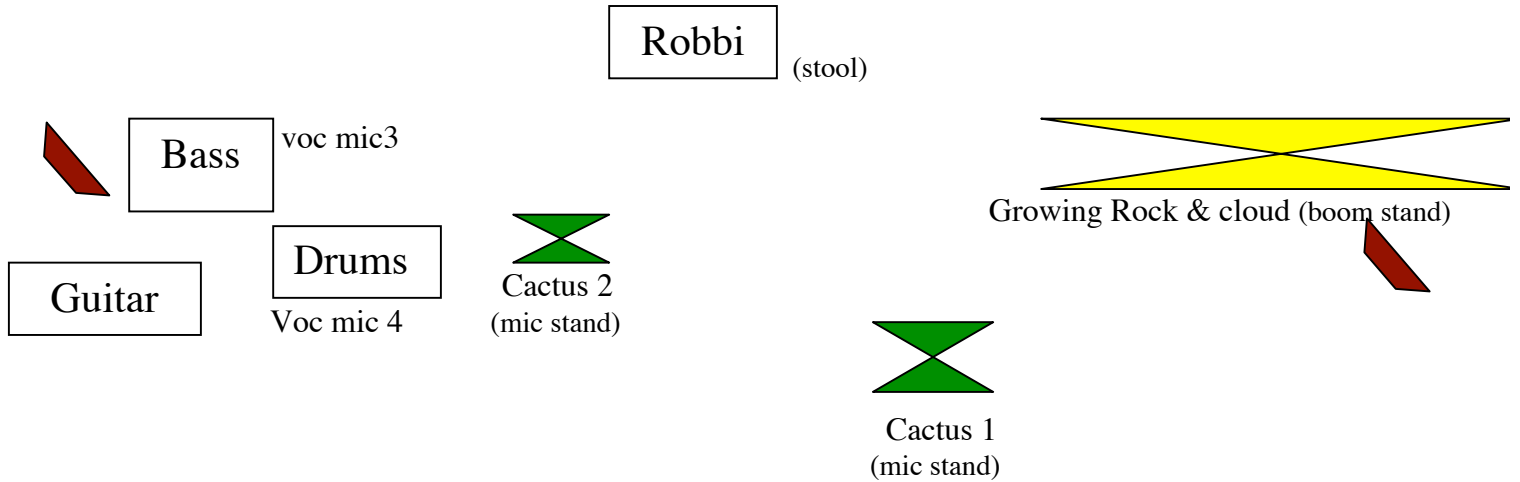 Robbi
(stool)
Bass
voc mic3
Growing Rock & cloud (boom stand)
Drums
Voc mic 4
Guitar
Cactus 2
(mic stand)
Cactus 1
(mic stand)